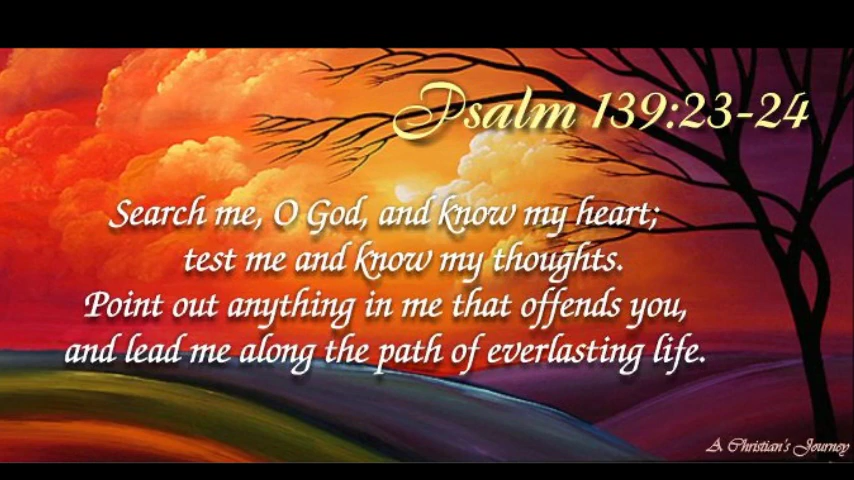 Psalm 139:23-24
Search me, O God, and know my heart;
test me and know my thoughts.
Point out anything in me that offends you,
and lead me along the path of everlasting life.
A Christian's Journey